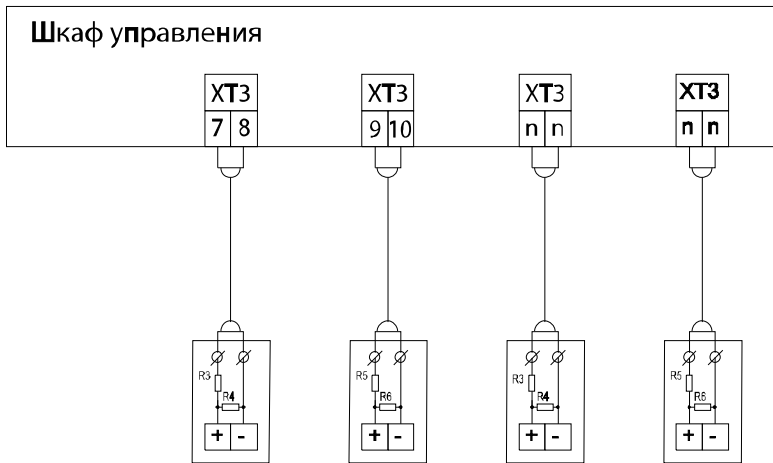 Шкаф управления
XT3 XT3 XT3 XT3
7 8 9 10 n n n n
R3 R5 R3 R5
R4 R6 R4 R6
+ - + - + - + -